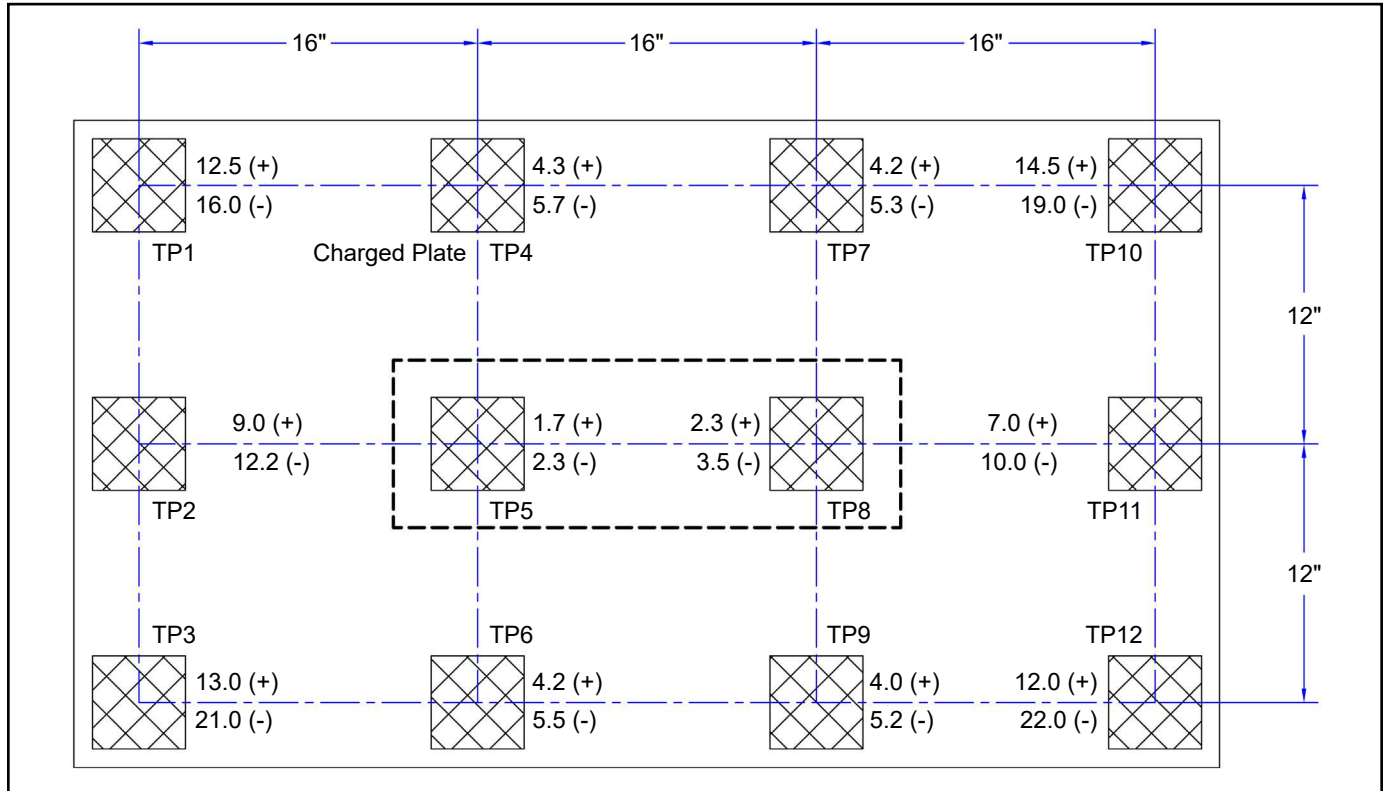 16" 16" 16"
12.5 (+) 4.3 (+) 4.2 (+) 14.5 (+)
16.0 (-) 5.7 (-) 5.3 (-) 19.0 (-)
TP1 Charged Plate TP4 TP7 TP10
12"
9.0 (+) 1.7 (+) 2.3 (+) 7.0 (+)
12.2 (-) 2.3 (-) 3.5 (-) 10.0 (-)
TP2 TP5 TP8 TP11
12"
TP3 TP6 TP9 TP12
13.0 (+) 4.2 (+) 4.0 (+) 12.0 (+)
21.0 (-) 5.5 (-) 5.2 (-) 22.0 (-)